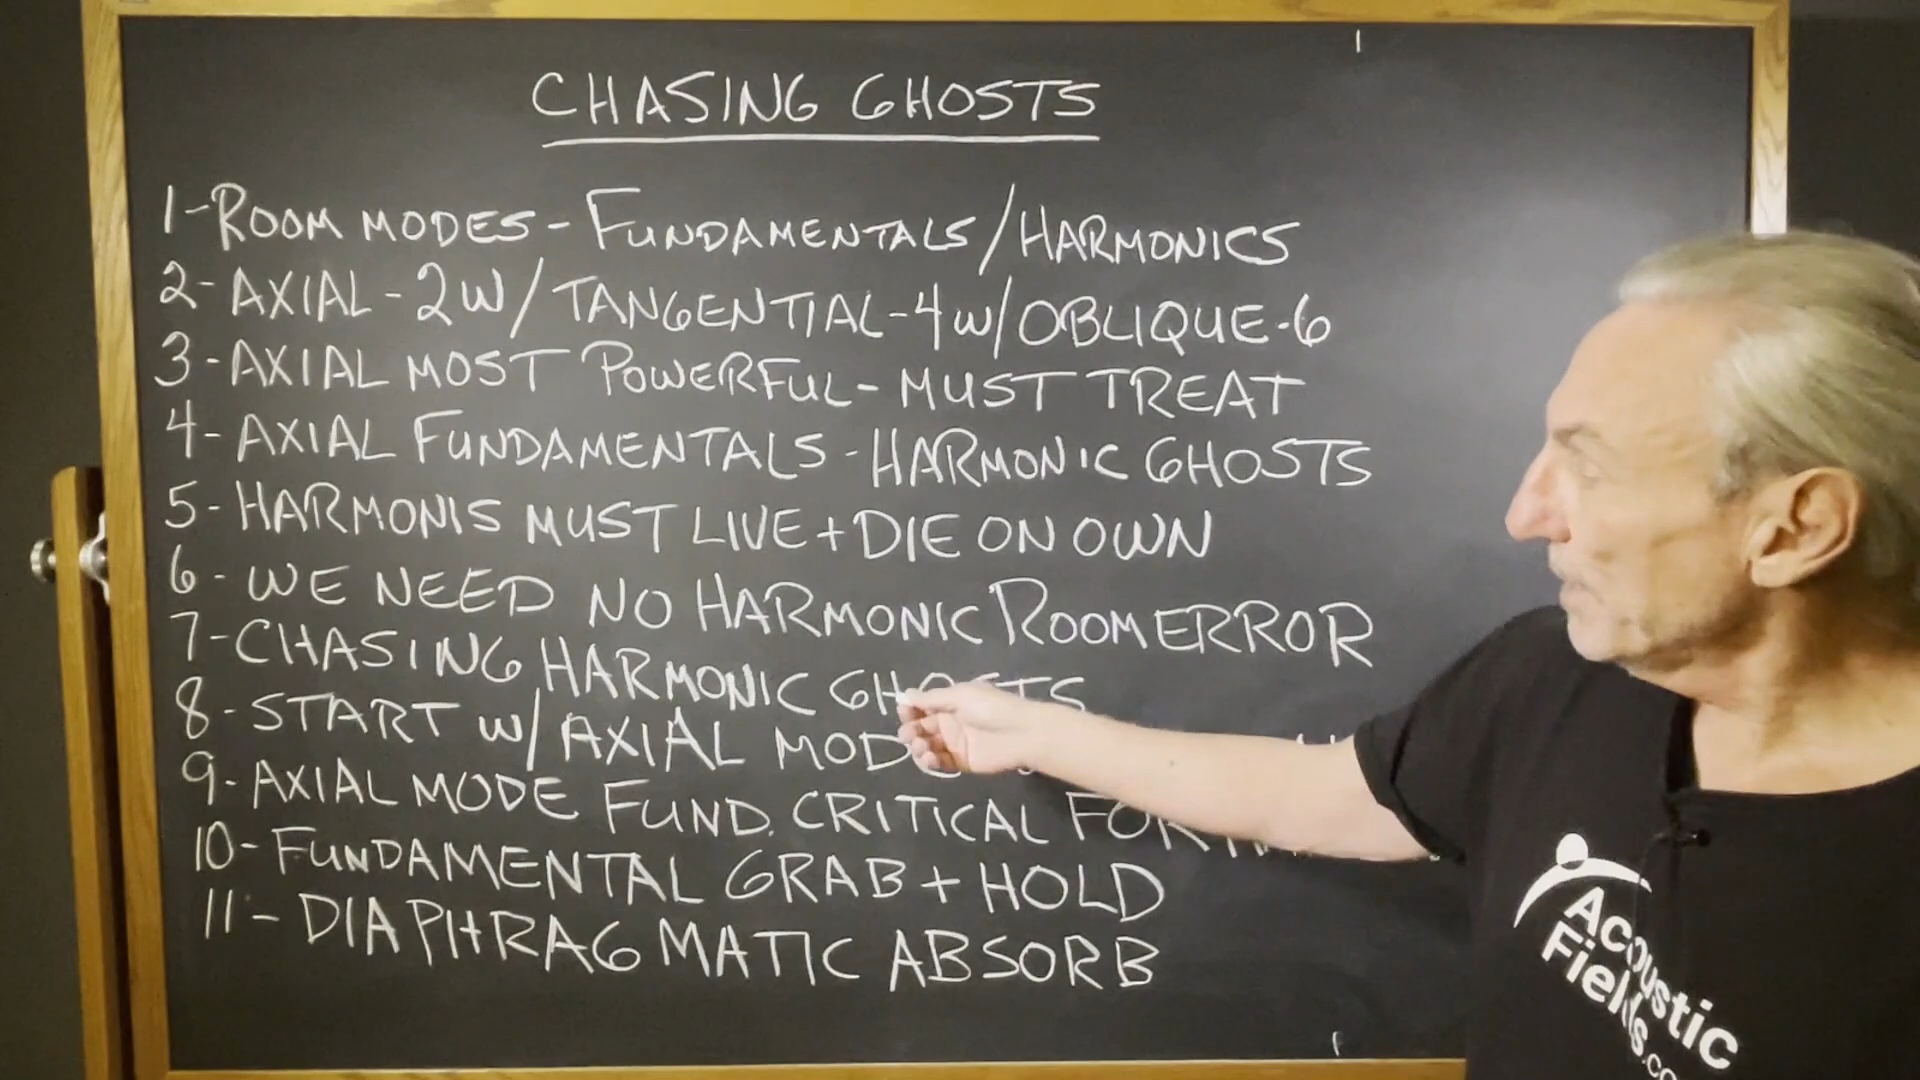 CHASING GHOSTS
1-ROOM MODES - FUNDAMENTALS/HARMONICS
2- AXIAL - 2W/TANGENTIAL-4W/OBLIQUE-6
3-AXIAL MOST POWERFUL - MUST TREAT
4-AXIAL FUNDAMENTALS - HARMONIC GHOSTS
5-HARMONIS MUST LIVE + DIE ON OWN
6- WE NEED NO HARMONIC ROOM ERROR
7-CHASING HARMONIC GHOSTS
8-START W/AXIAL
9-AXIAL MODE FUND. CRITICAL FOR
10-FUNDAMENTAL GRAB + HOLD
11- DIAPHRAGMATIC ABSORB
Acoustic
Fields.co